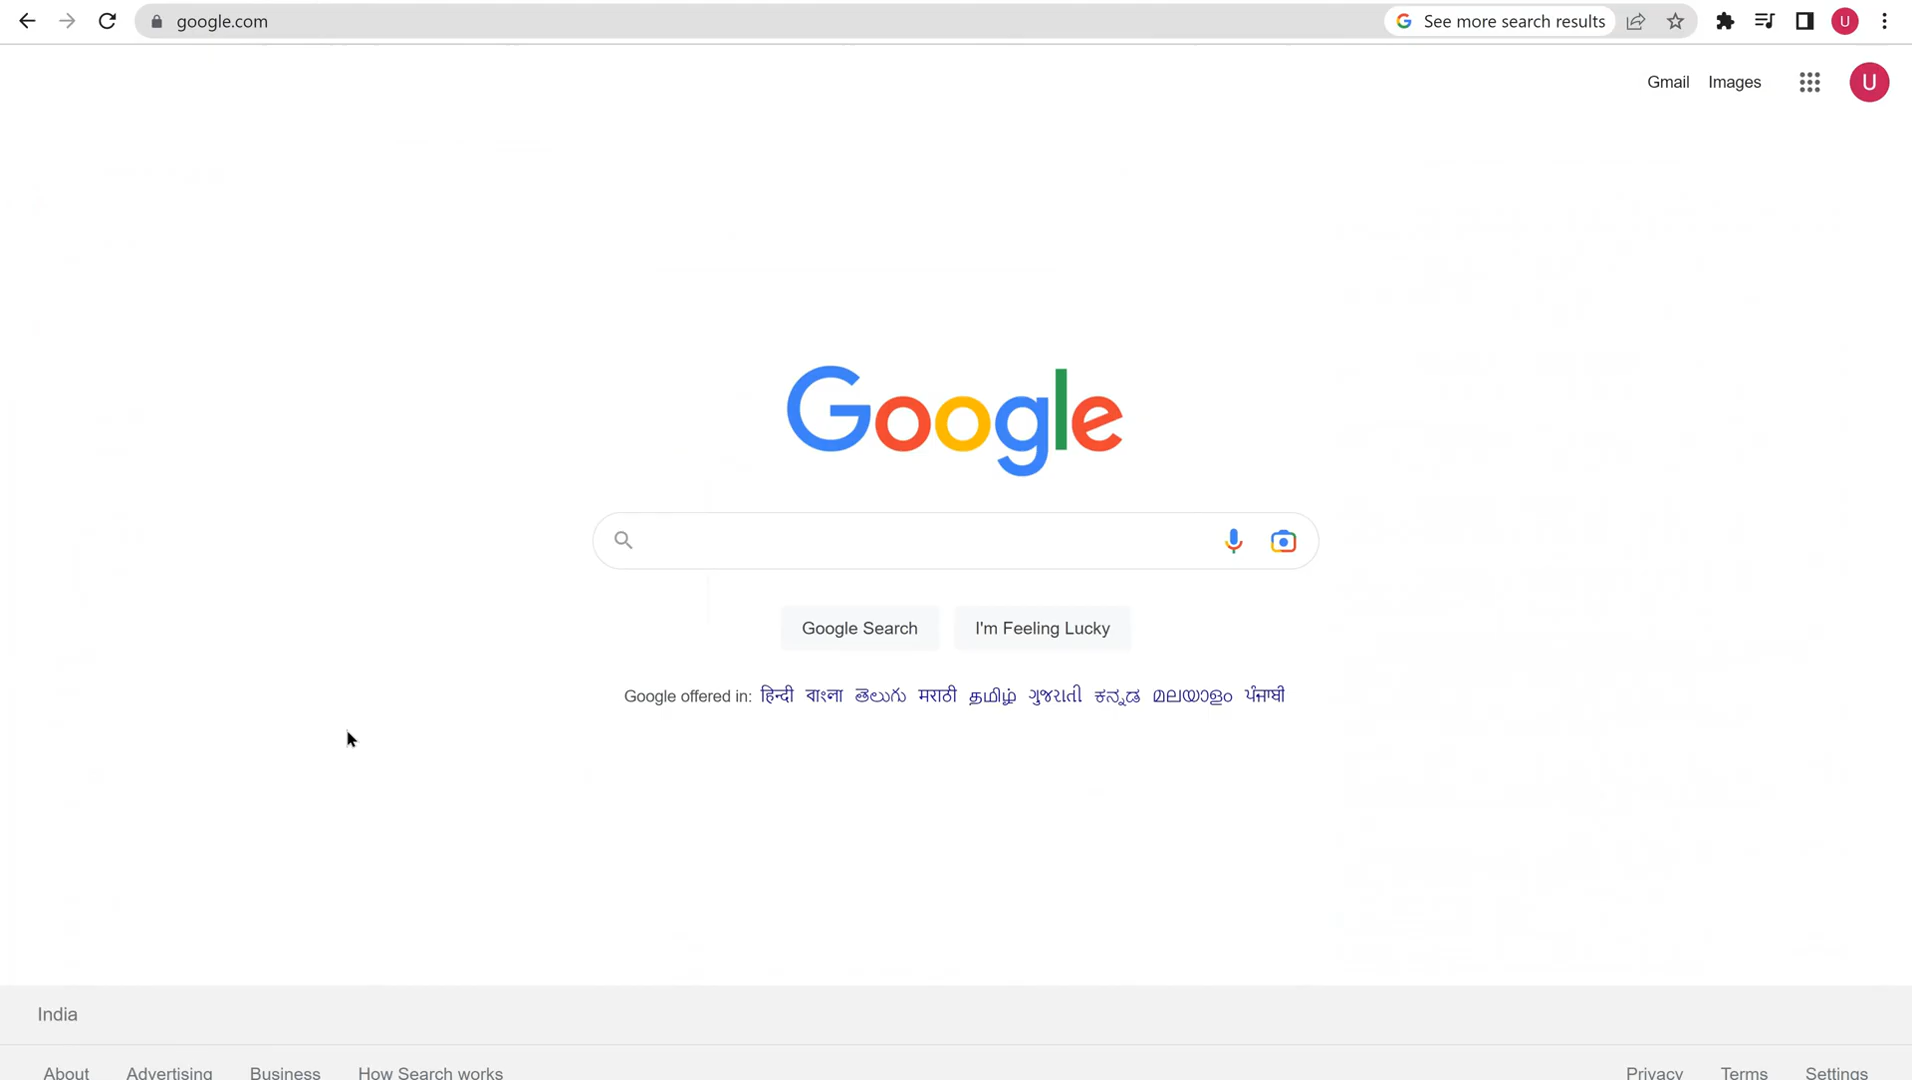 google.com
See more search results
U
Gmail
Images
U
Google
Google Search
I'm Feeling Lucky
Google offered in: हिन्दी বাংলা తెలుగు मराठी தமிழ் ગુજરાતી ಕನ್ನಡ മലയാളം ਪੰਜਾਬੀ
India
About
Advertising
Business
How Search works
Privacy
Terms
Settings